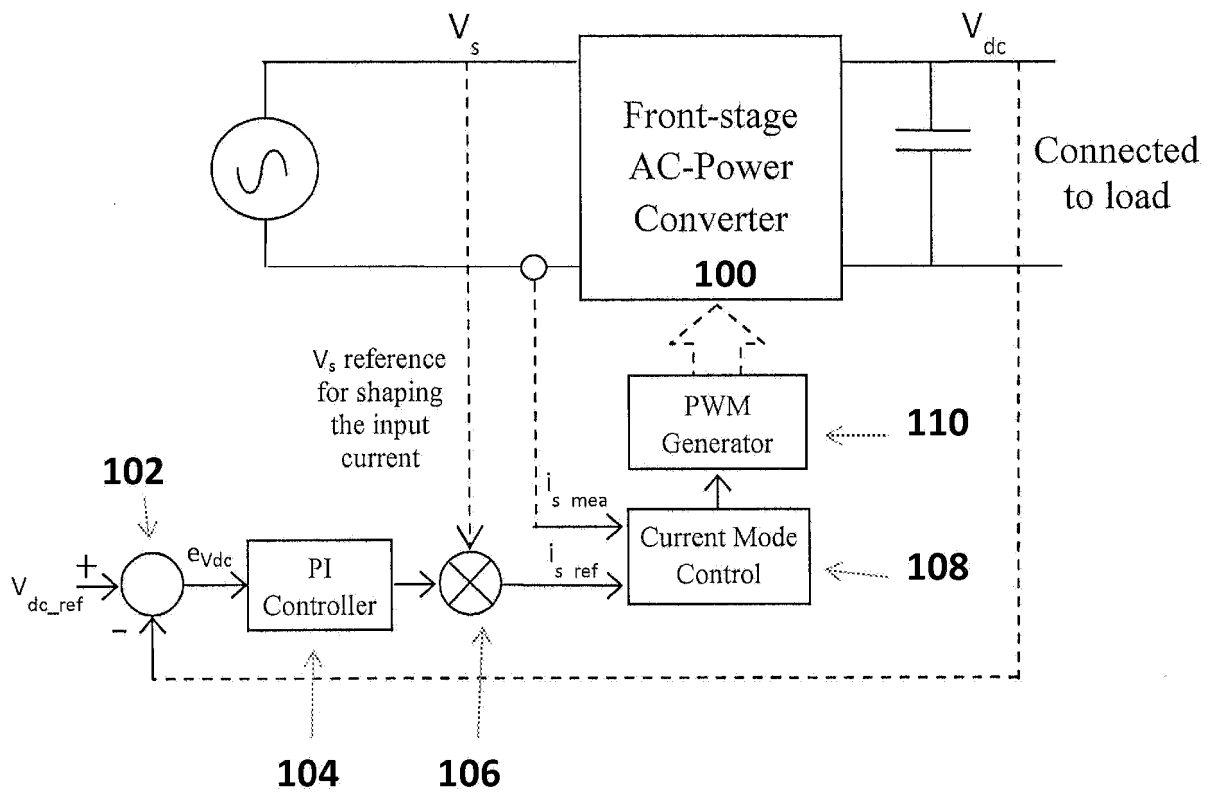 V_s
V_dc
Front-stage
AC-Power
Converter
100
Connected
to load
V_s reference
for shaping
the input
current
PWM
Generator
110
102
i_s mea
Current Mode
Control
108
i_s ref
+
e_Vdc
PI
Controller
V_dc_ref
-
104
106